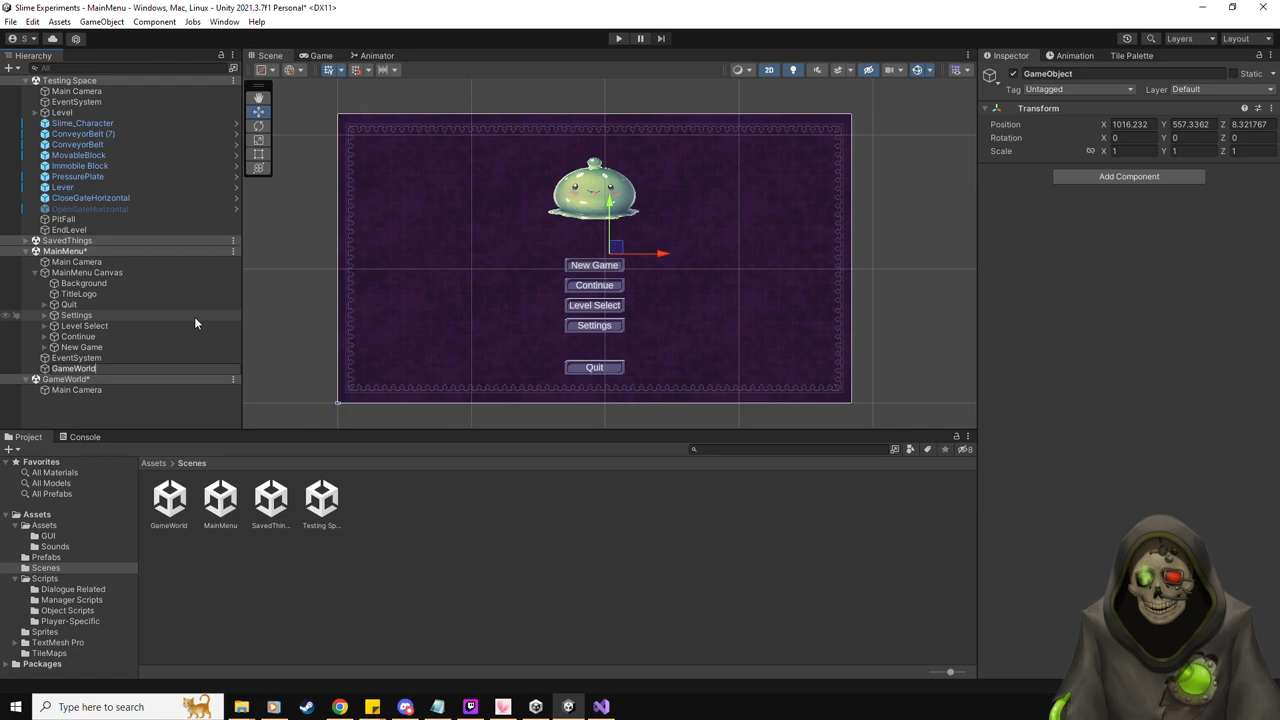 Slime Experiments - MainMenu - Windows, Mac, Linux - Unity 2021.3.7f1 Personal* <DX11>
File Edit Assets GameObject Component Jobs Window Help
S Layers Layout
Hierarchy Scene Game Animator Inspector Animation Tile Palette
All 2D GameObject Static
Tag Untagged Layer Default
Testing Space
Main Camera
EventSystem
Level
Slime_Character
ConveyorBelt (7)
ConveyorBelt
MovableBlock
Immobile Block
PressurePlate
Lever
CloseGateHorizontal
OpenGateHorizontal
PitFall
EndLevel
SavedThings
MainMenu*
Main Camera
MainMenu Canvas
Background
TitleLogo
Quit
Settings
Level Select
Continue
New Game
EventSystem
GameWorld
GameWorld*
Main Camera
New Game
Continue
Level Select
Settings
Quit
Transform
Position X 1016.232 Y 557.3362 Z 8.321767
Rotation X 0 Y 0 Z 0
Scale X 1 Y 1 Z 1
Add Component
Project Console
8
Favorites
All Materials
All Models
All Prefabs
Assets
Assets
GUI
Sounds
Prefabs
Scenes
Scripts
Dialogue Related
Manager Scripts
Object Scripts
Player-Specific
Sprites
TextMesh Pro
TileMaps
Packages
Assets > Scenes
GameWorld MainMenu SavedThin... Testing Sp...
Type here to search